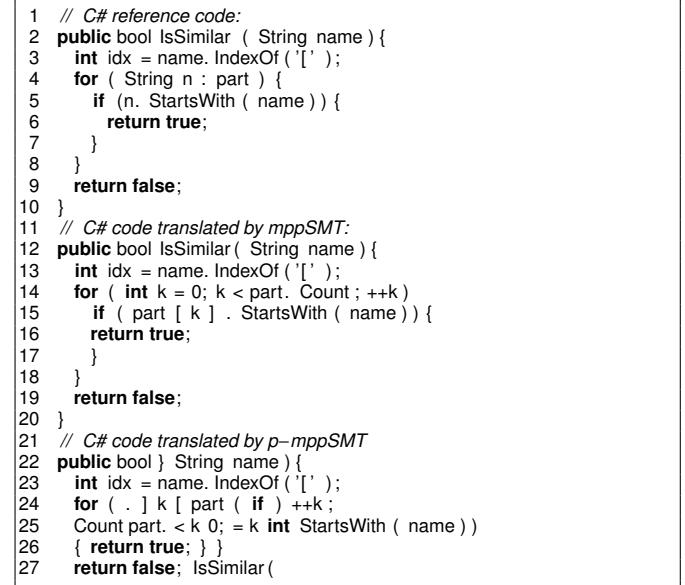 1 // C# reference code:
2 public bool IsSimilar ( String name ) {
3 int idx = name. IndexOf ( '[' ) ;
4 for ( String n : part ) {
5 if (n. StartsWith ( name ) ) {
6 return true;
7 }
8 }
9 return false;
10 }
11 // C# code translated by mppSMT:
12 public bool IsSimilar ( String name ) {
13 int idx = name. IndexOf ( '[' ) ;
14 for ( int k = 0; k < part. Count ; ++k )
15 if ( part [ k ] . StartsWith ( name ) ) {
16 return true;
17 }
18 }
19 return false;
20 }
21 // C# code translated by p–mppSMT
22 public bool } String name ) {
23 int idx = name. IndexOf ( '[' ) ;
24 for ( . ] k [ part ( if ) ++k ;
25 Count part. < k 0; = k int StartsWith ( name ) )
26 { return true; } }
27 return false; IsSimilar (